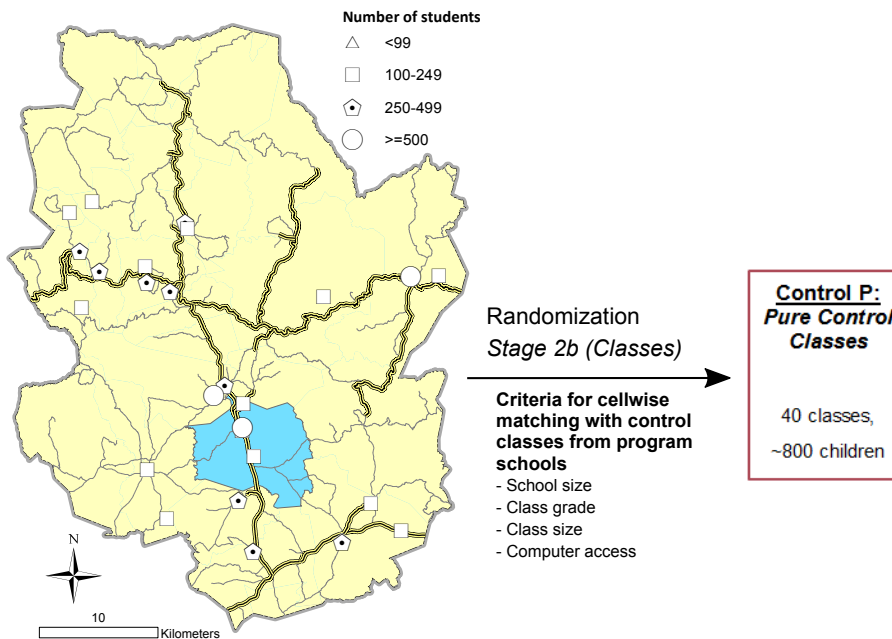 Number of students
<99
100-249
250-499
>=500
Randomization
Stage 2b (Classes)
Criteria for cellwise
matching with control
classes from program
schools
- School size
- Class grade
- Class size
- Computer access
Control P:
Pure Control
Classes
40 classes,
~800 children
N
10
Kilometers